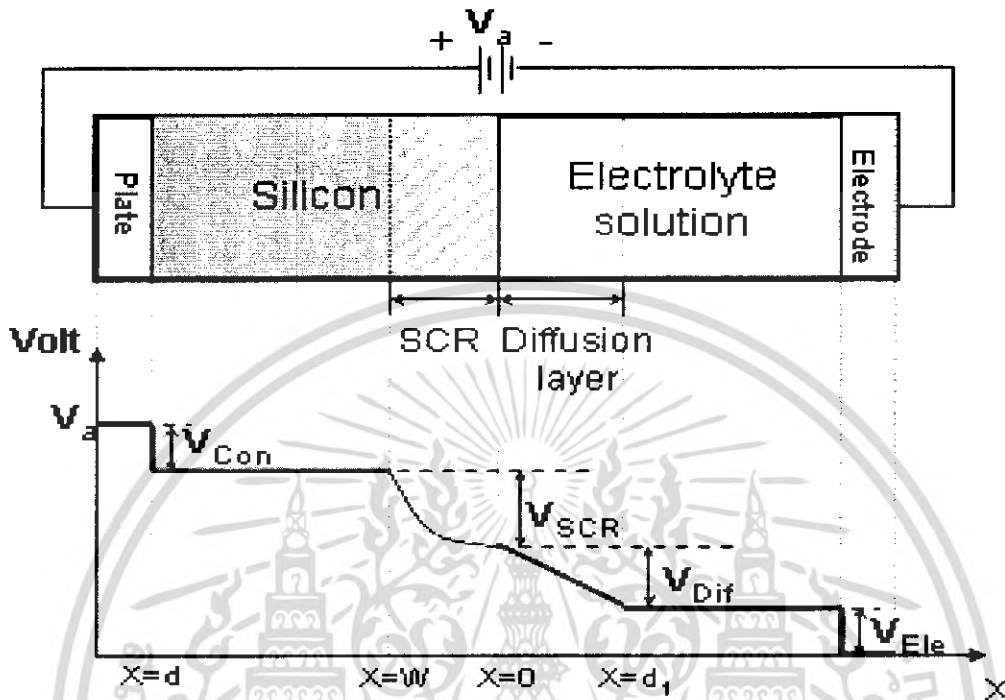 + Va -
Plate
Silicon
Electrolyte
solution
Electrode
SCR Diffusion
layer
Volt
Va
VCon
VSCR
VDif
VEle
X=d X=W X=0 X=d1 X